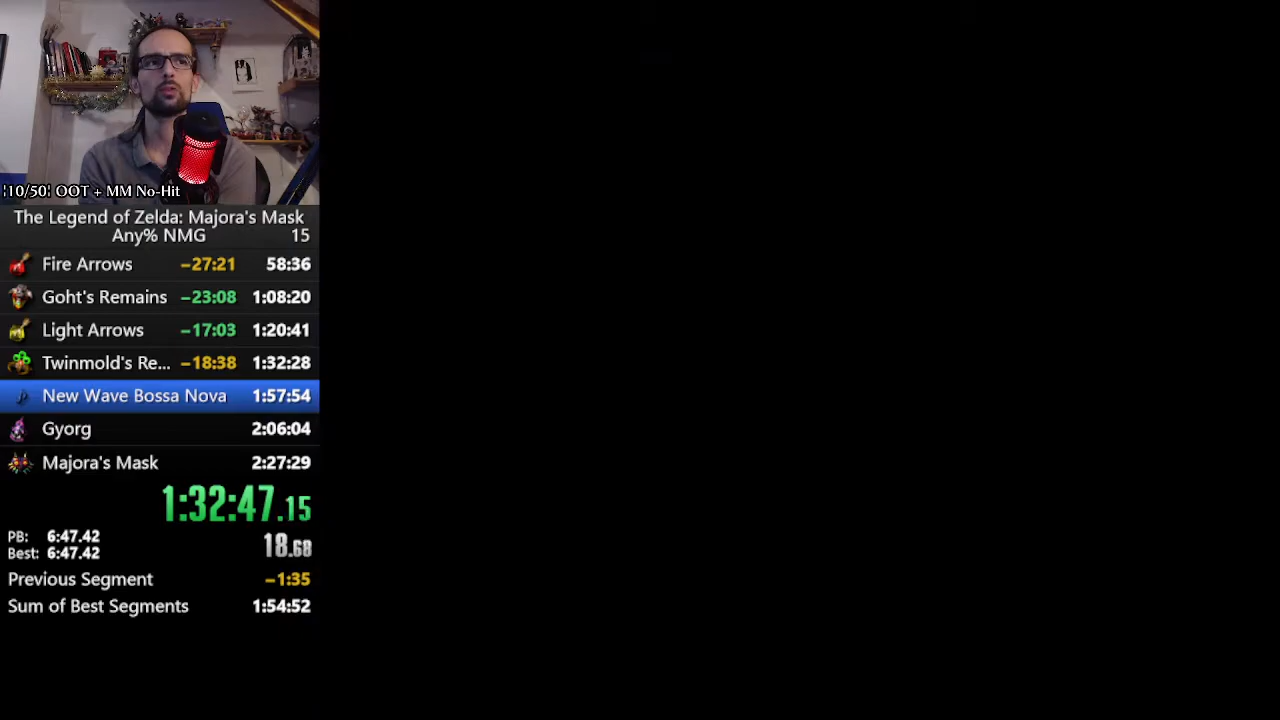 ¦10/50¦ OOT + MM No-Hit
The Legend of Zelda: Majora's Mask
Any% NMG 15
Fire Arrows −27:21 58:36
Goht's Remains −23:08 1:08:20
Light Arrows −17:03 1:20:41
Twinmold's Re... −18:38 1:32:28
New Wave Bossa Nova 1:57:54
Gyorg 2:06:04
Majora's Mask 2:27:29
1:32:47.15
PB: 6:47.42
Best: 6:47.42
18.68
Previous Segment −1:35
Sum of Best Segments 1:54:52